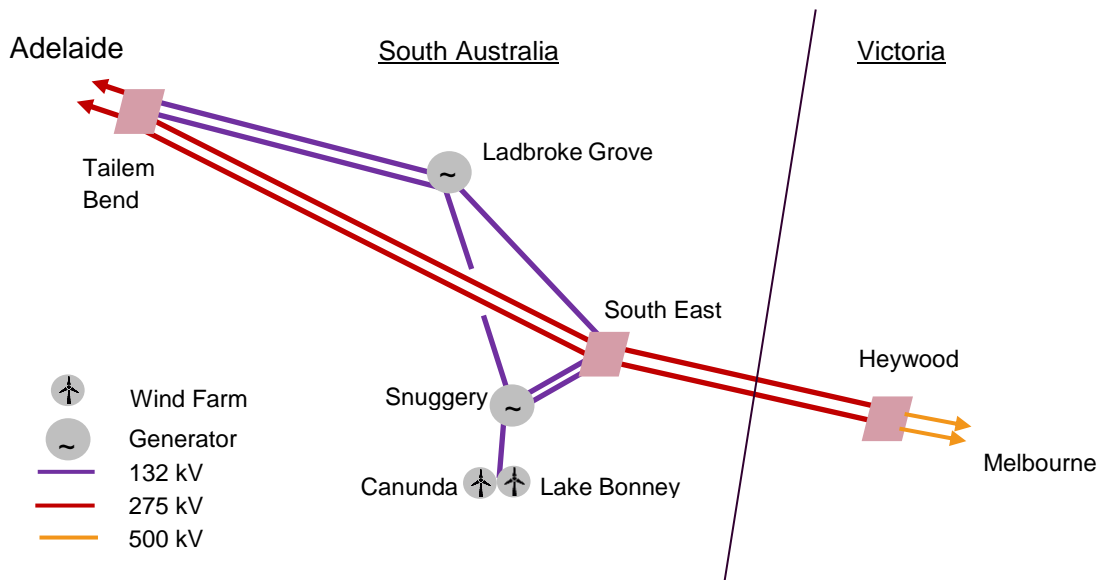 Adelaide
South Australia
Victoria
Ladbroke Grove
~
Tailem
Bend
South East
Heywood
Snuggery
~
Wind Farm
~
Generator
132 kV
275 kV
500 kV
Canunda
Lake Bonney
Melbourne